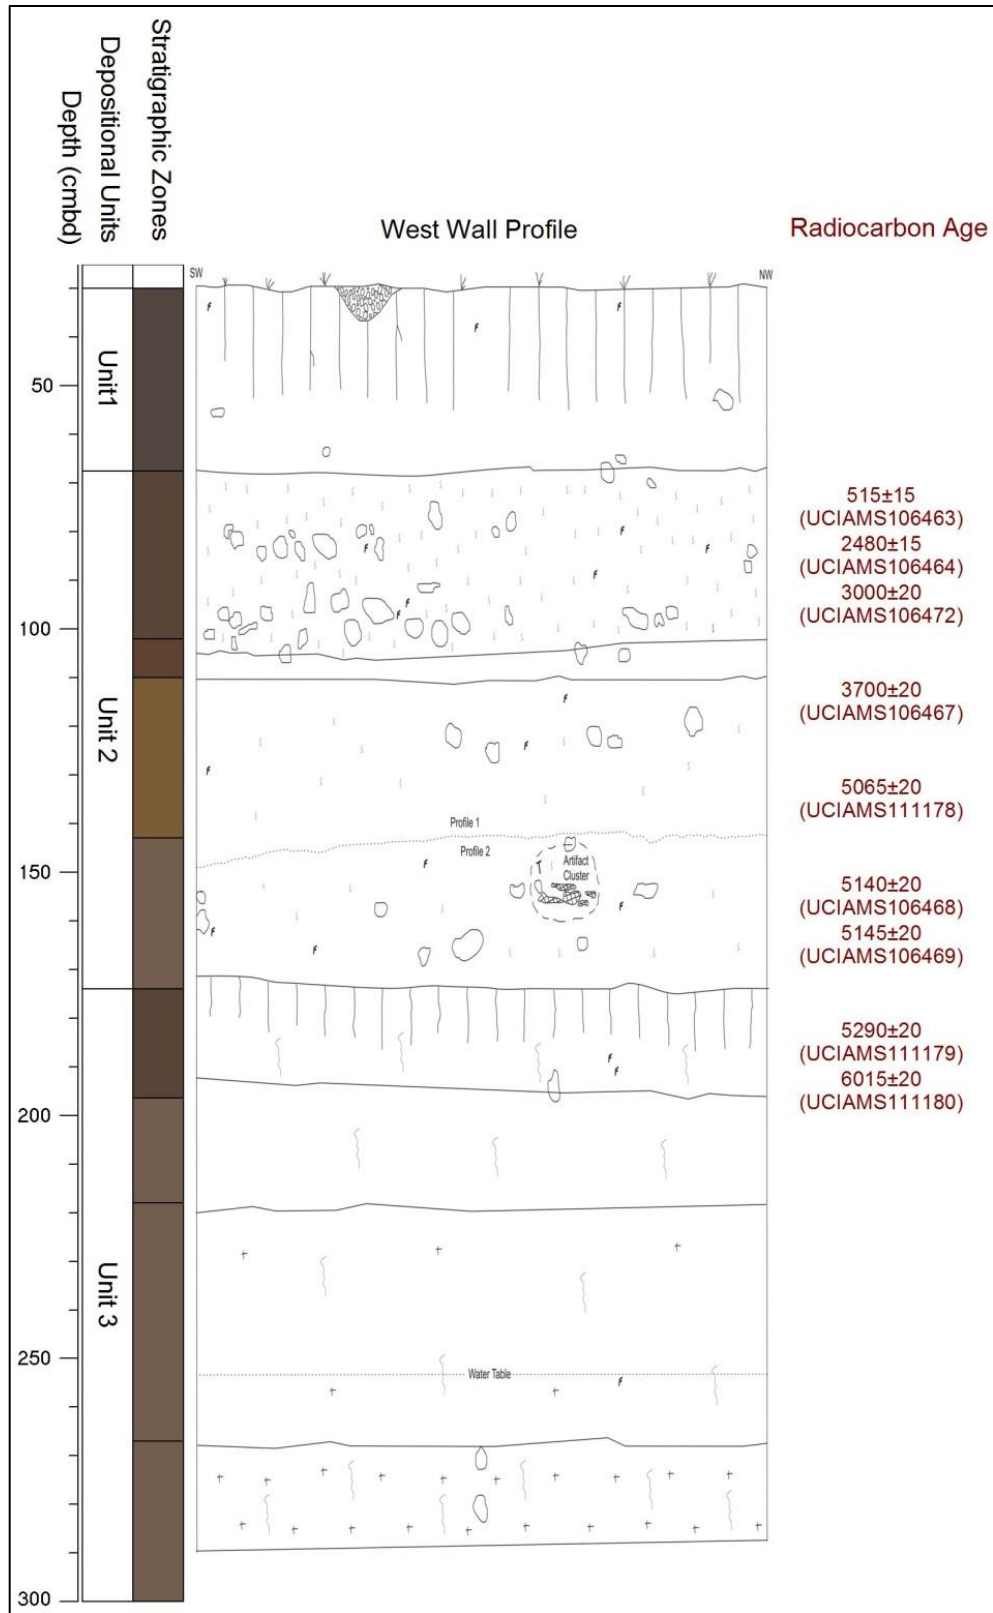 Stratigraphic Zones
Depositional Units
Depth (cmbd)
West Wall Profile
Radiocarbon Age
SW
NW
Unit1
50
515±15
(UCIAMS106463)
2480±15
(UCIAMS106464)
3000±20
(UCIAMS106472)
100
Unit 2
3700±20
(UCIAMS106467)
5065±20
(UCIAMS111178)
Profile 1
Profile 2
Artifact
Cluster
150
5140±20
(UCIAMS106468)
5145±20
(UCIAMS106469)
5290±20
(UCIAMS111179)
6015±20
(UCIAMS111180)
200
Unit 3
250
Water Table
300